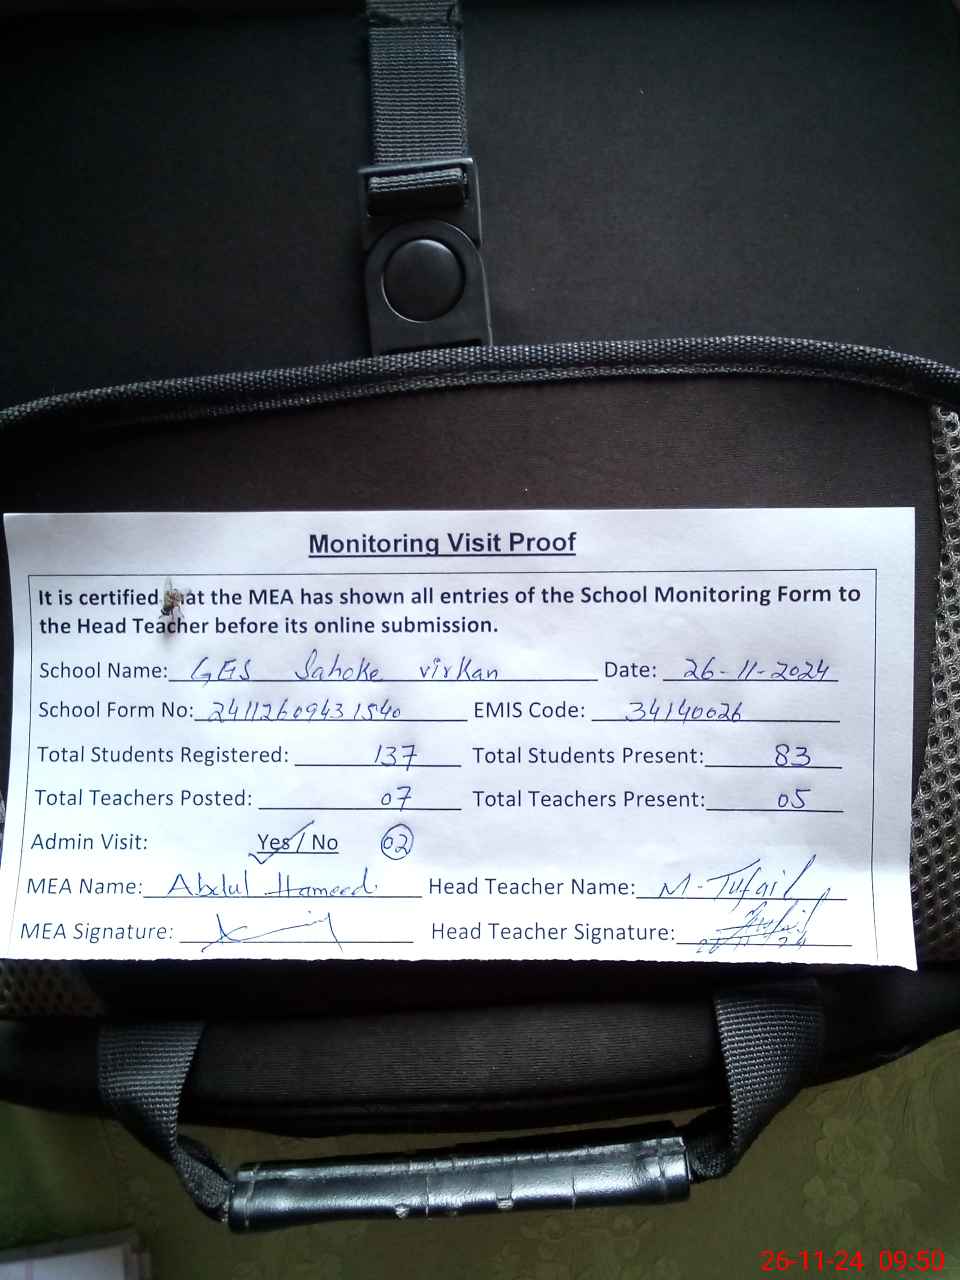 Monitoring Visit Proof
It is certified that the MEA has shown all entries of the School Monitoring Form to
the Head Teacher before its online submission.
School Name: GES Sahoke virkan Date: 26-11-2024
School Form No: 24112609431540 EMIS Code: 34140026
Total Students Registered: 137 Total Students Present: 83
Total Teachers Posted: 07 Total Teachers Present: 05
Admin Visit: Yes / No 02
MEA Name: Abdul Hameed Head Teacher Name: M-Tufail
MEA Signature: Head Teacher Signature:
26-11-24 09:50